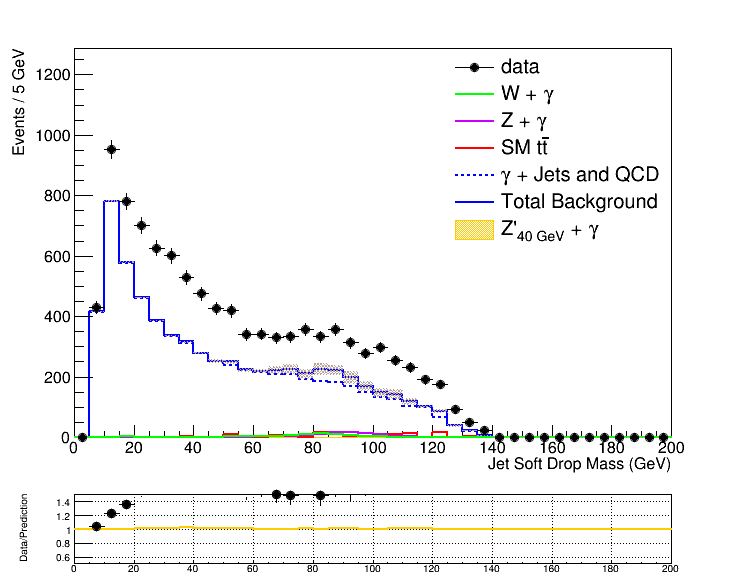 Events / 5 GeV
1200
1000
800
600
400
200
0
data
W + γ
Z + γ
SM tt̄
γ + Jets and QCD
Total Background
Z'40 GeV + γ
0 20 40 60 80 100 120 140 160 180 200
Jet Soft Drop Mass (GeV)
Data/Prediction
1.4
1.2
1
0.8
0.6
0 20 40 60 80 100 120 140 160 180 200